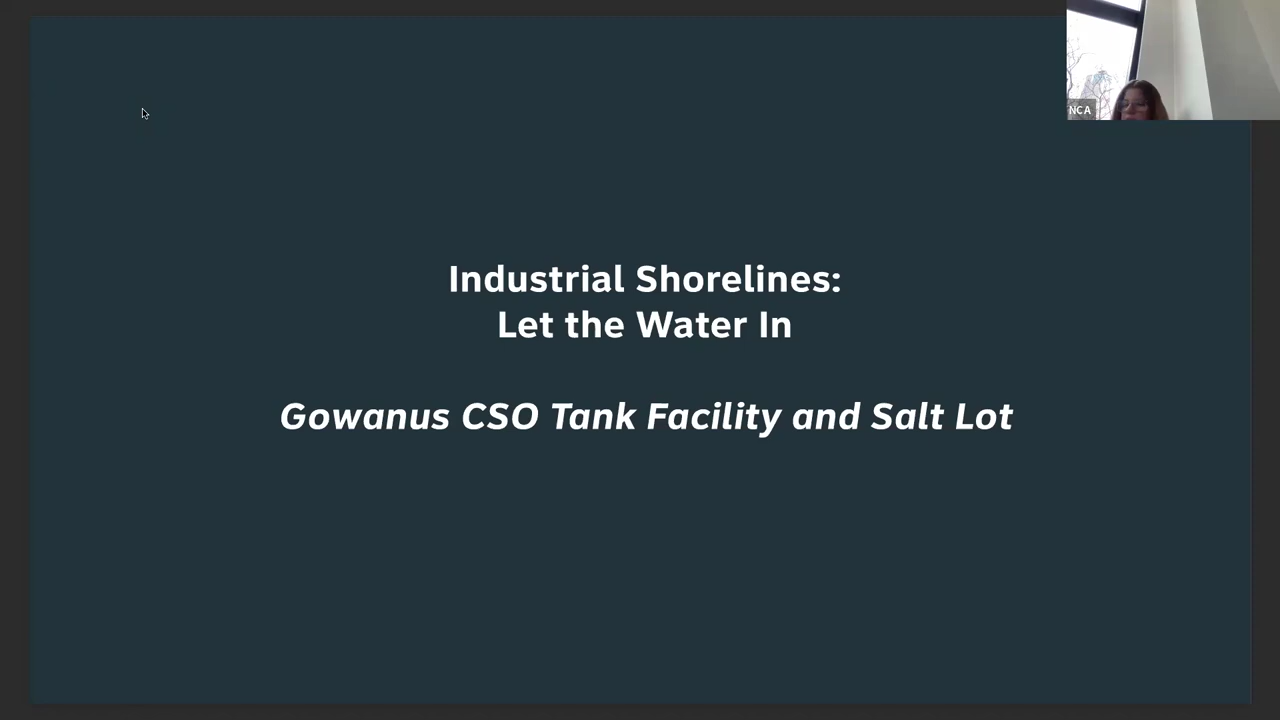 NCA
Industrial Shorelines:
Let the Water In
Gowanus CSO Tank Facility and Salt Lot